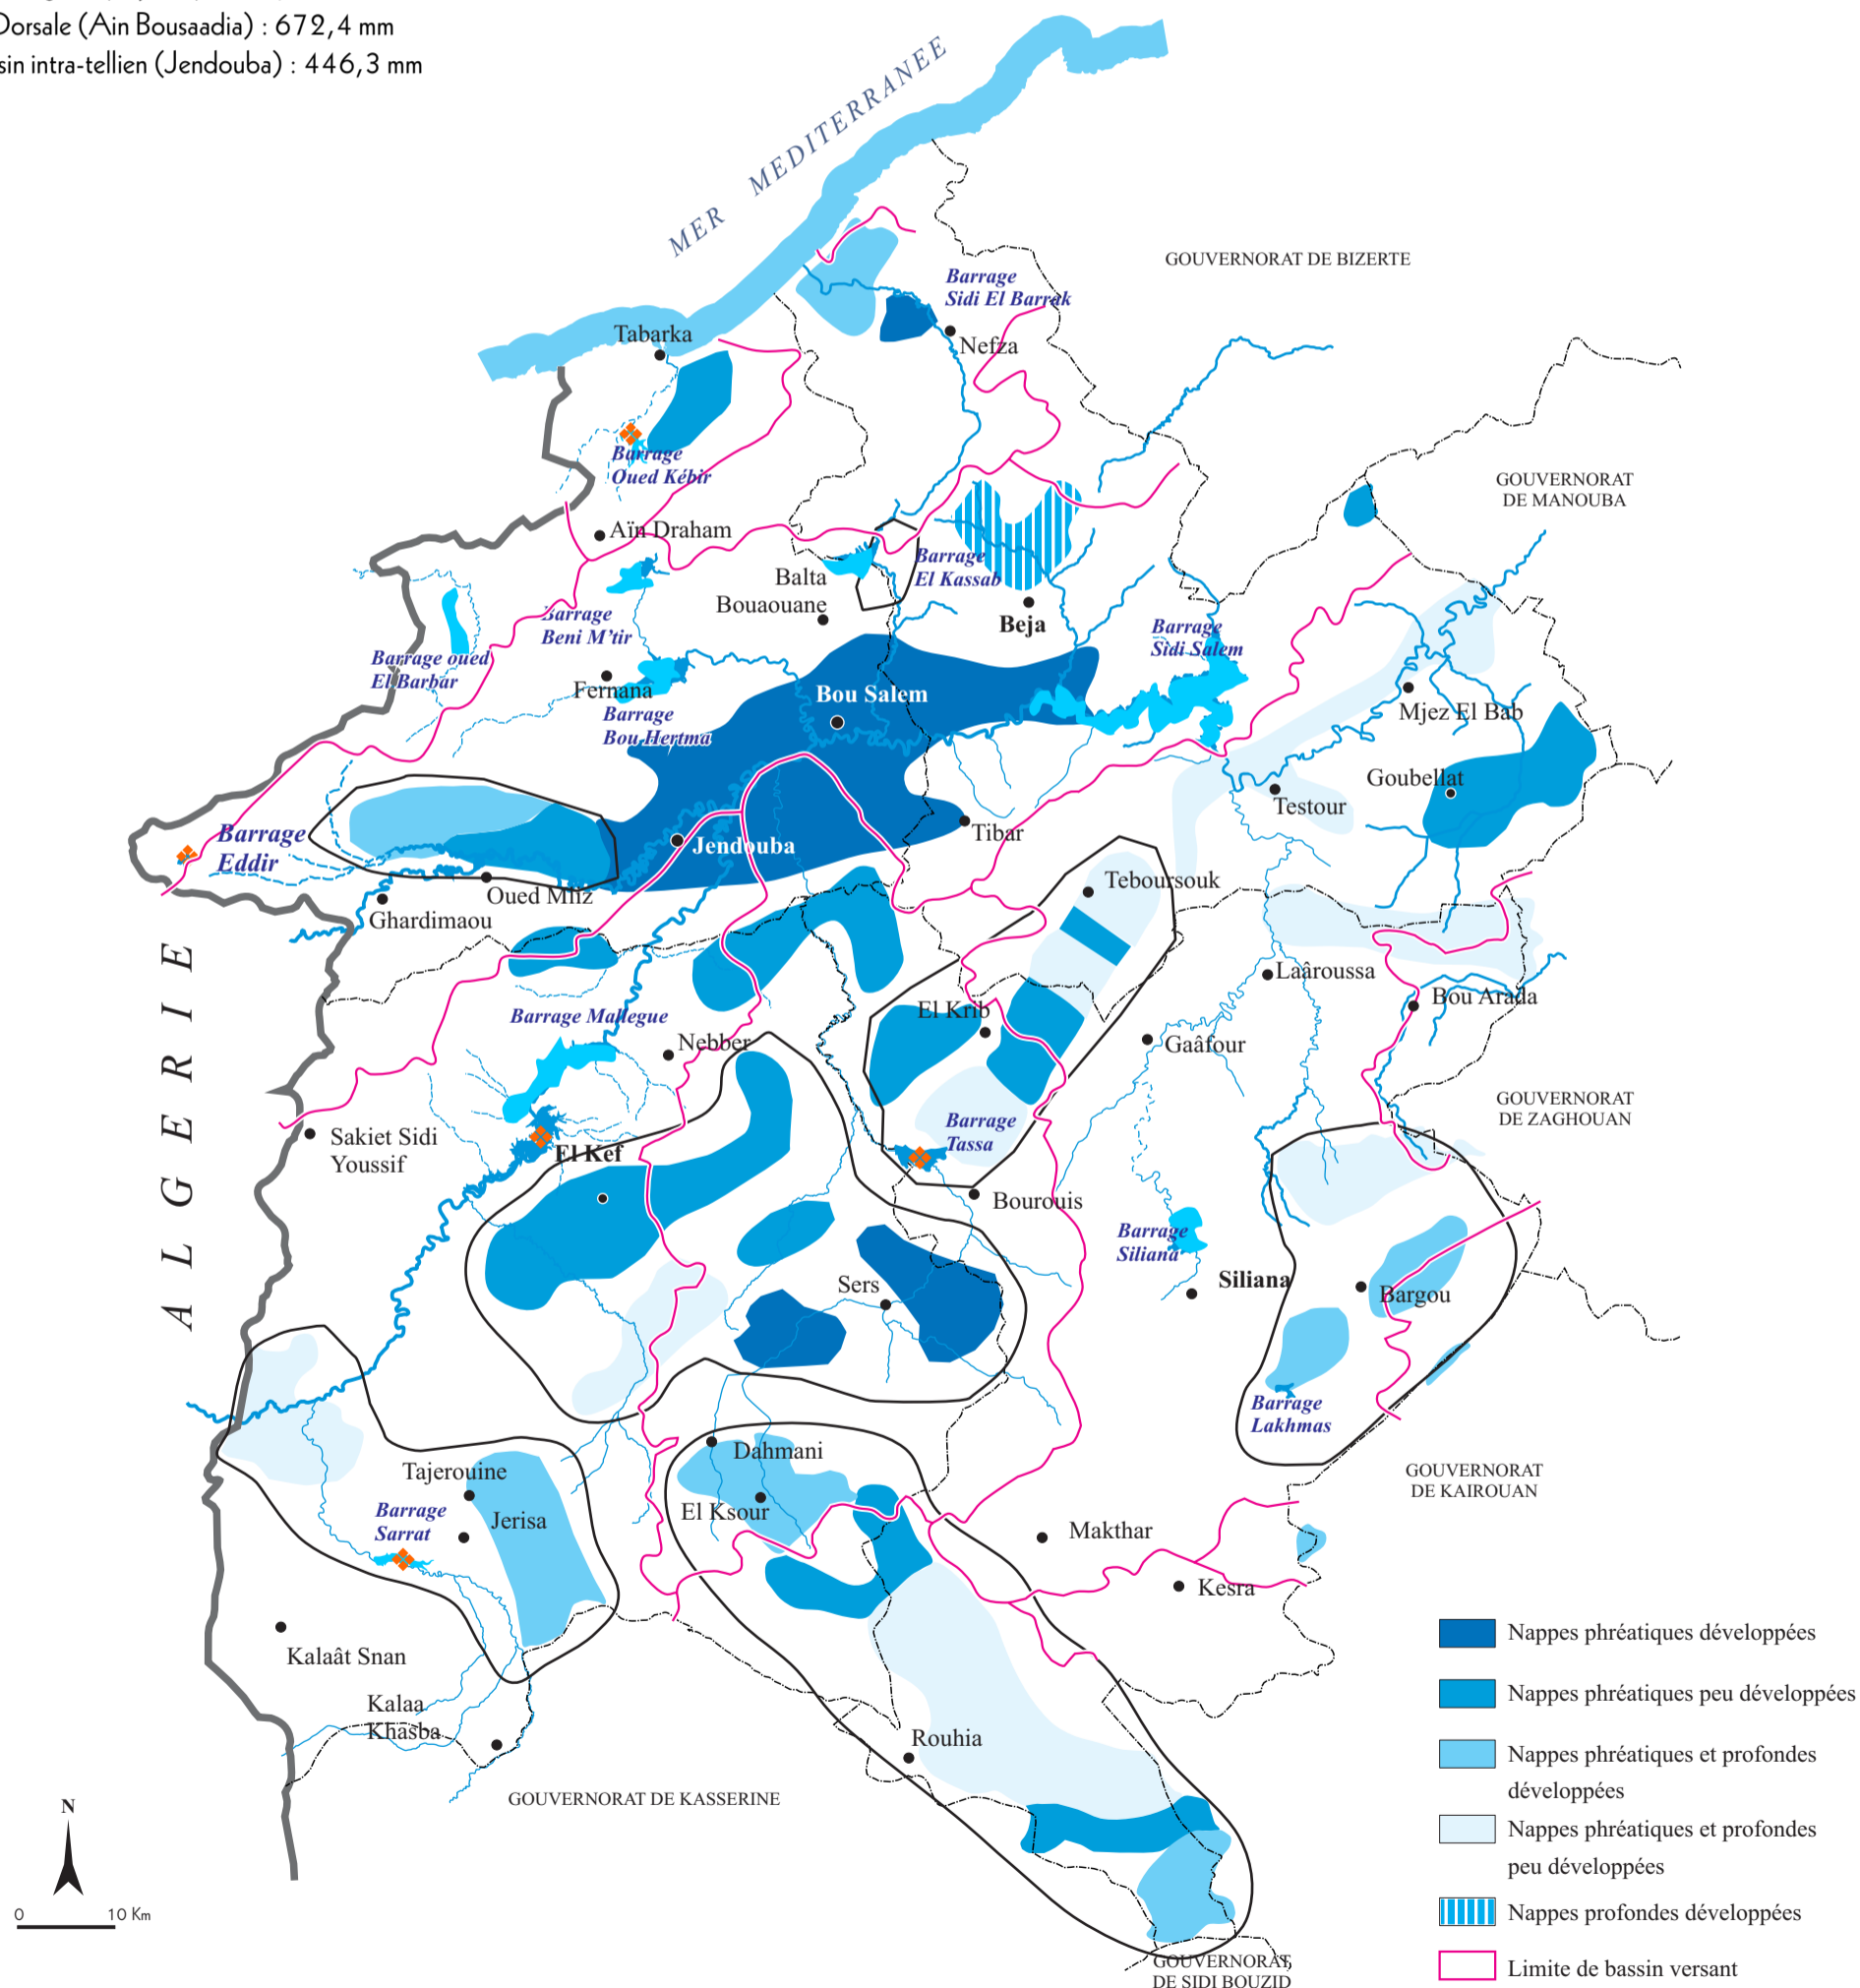 Dorsale (Ain Bousaadia) : 672,4 mm
sin intra-tellien (Jendouba) : 446,3 mm
MER MEDITERRANEE
GOUVERNORAT DE BIZERTE
Barrage
Sidi El Barrak
Tabarka
Nefza
Barrage
Oued Kébir
GOUVERNORAT
DE MANOUBA
Aïn Draham
Barrage
El Kassab
Balta
Bouaouane
Beja
Barrage
Beni M'tir
Barrage
Sidi Salem
Barrage oued
El Barbar
Fernana
Bou Salem
Barrage
Bou Hertma
Mjez El Bab
Goubellat
Testour
Barrage
Eddir
Jendouba
Tibar
Oued Mliz
Ghardimaou
Teboursouk
ALGERIE
Laâroussa
Bou Arada
El Krib
Barrage Mallegue
Nebber
Gaâfour
GOUVERNORAT
DE ZAGHOUAN
Sakiet Sidi
Youssif
El Kef
Barrage
Tassa
Bourouis
Barrage
Siliana
Siliana
Sers
Bargou
Barrage
Lakhmas
Dahmani
Tajerouine
GOUVERNORAT
DE KAIROUAN
El Ksour
Barrage
Sarrat
Jerisa
Makthar
Kesra
Kalaât Snan
Kalaa
Khasba
Rouhia
GOUVERNORAT DE KASSERINE
GOUVERNORAT
DE SIDI BOUZID
N
0 10 Km
Nappes phréatiques développées
Nappes phréatiques peu développées
Nappes phréatiques et profondes
développées
Nappes phréatiques et profondes
peu développées
Nappes profondes développées
Limite de bassin versant